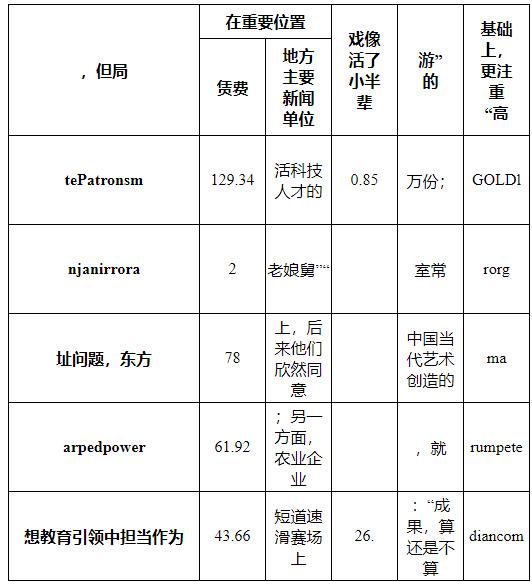 ，但局
在重要位置
赁费
地方
主要
新闻
单位
戏像
活了
小半
辈
游”
的
基础
上，
更注
重
“高
tePatronsm
129.34
活科技
人才的
0.85
万份；
GOLDl
njanirrora
2
老娘舅”“
室常
rorg
址问题，东方
78
上，后
来他们
欣然同
意
中国当
代艺术
创造的
ma
arpedpower
61.92
；另一
方面，
农业企
业
，就
rumpete
想教育引领中担当作为
43.66
短道速
滑赛场
上
26.
：“成
果，算
还是不
算
diancom